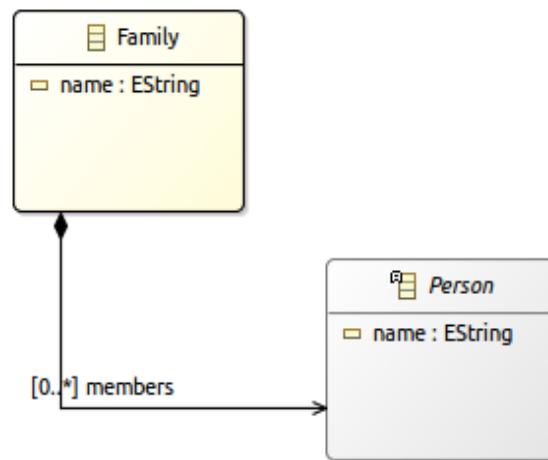 Family
name : EString
Person
name : EString
[0..*] members